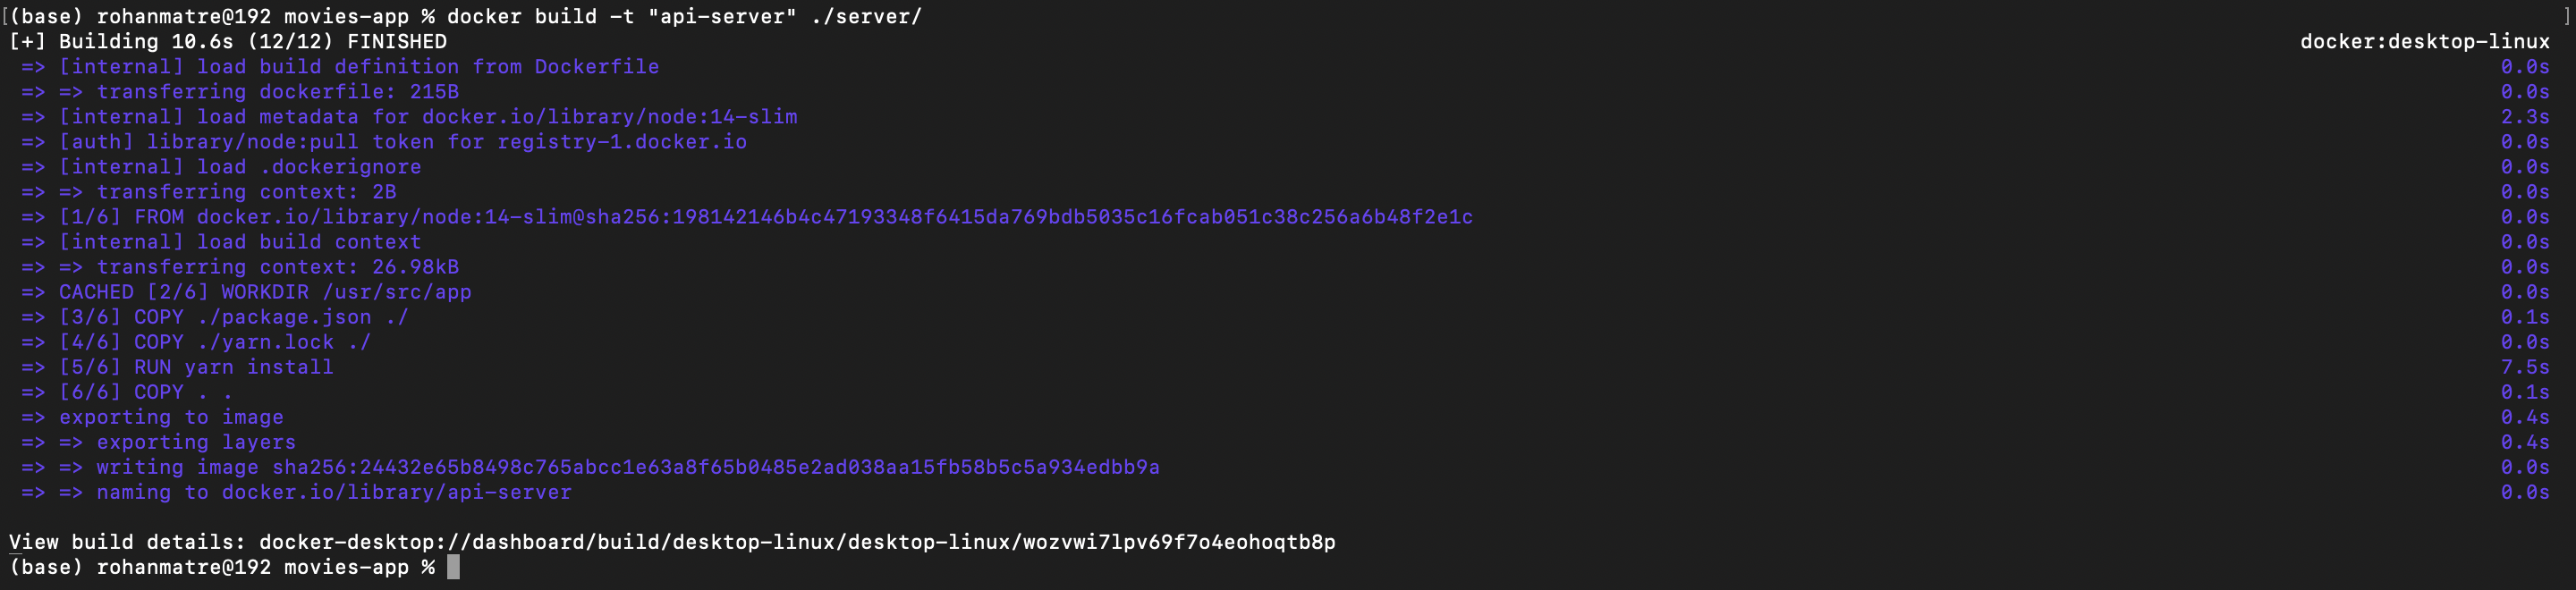 [(base) rohanmatre@192 movies-app % docker build -t "api-server" ./server/ ]
[+] Building 10.6s (12/12) FINISHED docker:desktop-linux
=> [internal] load build definition from Dockerfile 0.0s
=> => transferring dockerfile: 215B 0.0s
=> [internal] load metadata for docker.io/library/node:14-slim 2.3s
=> [auth] library/node:pull token for registry-1.docker.io 0.0s
=> [internal] load .dockerignore 0.0s
=> => transferring context: 2B 0.0s
=> [1/6] FROM docker.io/library/node:14-slim@sha256:198142146b4c47193348f6415da769bdb5035c16fcab051c38c256a6b48f2e1c 0.0s
=> [internal] load build context 0.0s
=> => transferring context: 26.98kB 0.0s
=> CACHED [2/6] WORKDIR /usr/src/app 0.0s
=> [3/6] COPY ./package.json ./ 0.1s
=> [4/6] COPY ./yarn.lock ./ 0.0s
=> [5/6] RUN yarn install 7.5s
=> [6/6] COPY . . 0.1s
=> exporting to image 0.4s
=> => exporting layers 0.4s
=> => writing image sha256:24432e65b8498c765abcc1e63a8f65b0485e2ad038aa15fb58b5c5a934edbb9a 0.0s
=> => naming to docker.io/library/api-server 0.0s
View build details: docker-desktop://dashboard/build/desktop-linux/desktop-linux/wozvwi7lpv69f7o4eohoqtb8p
(base) rohanmatre@192 movies-app %